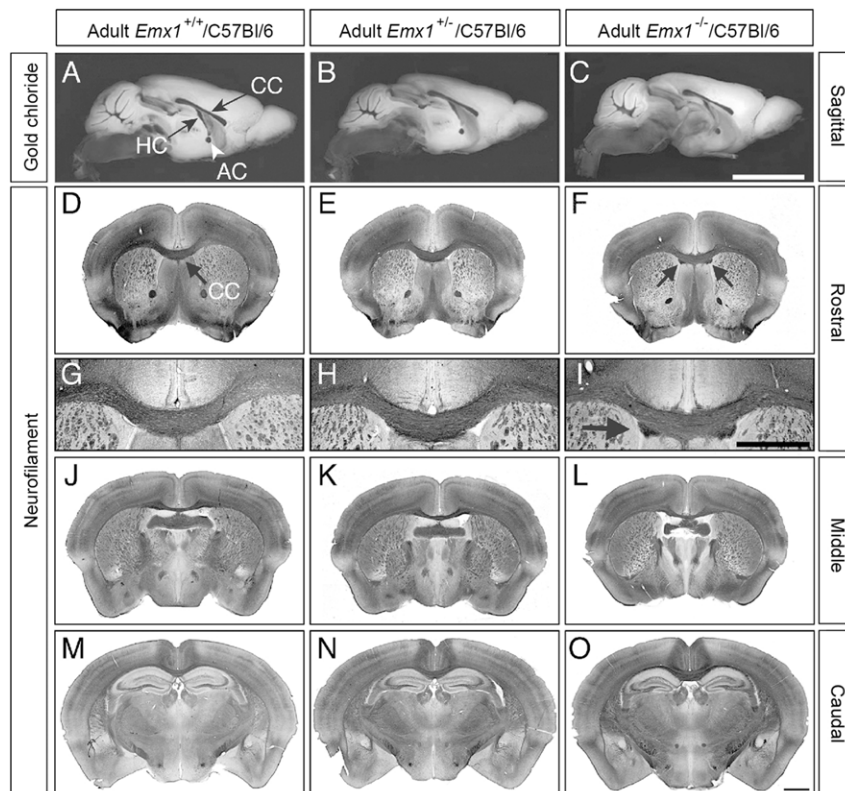 Adult Emx1+/+/C57Bl/6
Adult Emx1+/-/C57Bl/6
Adult Emx1-/-/C57Bl/6
Gold chloride
Sagittal
A
CC
HC
AC
B
C
Neurofilament
Rostral
D
CC
E
F
G
H
I
Middle
J
K
L
Caudal
M
N
O